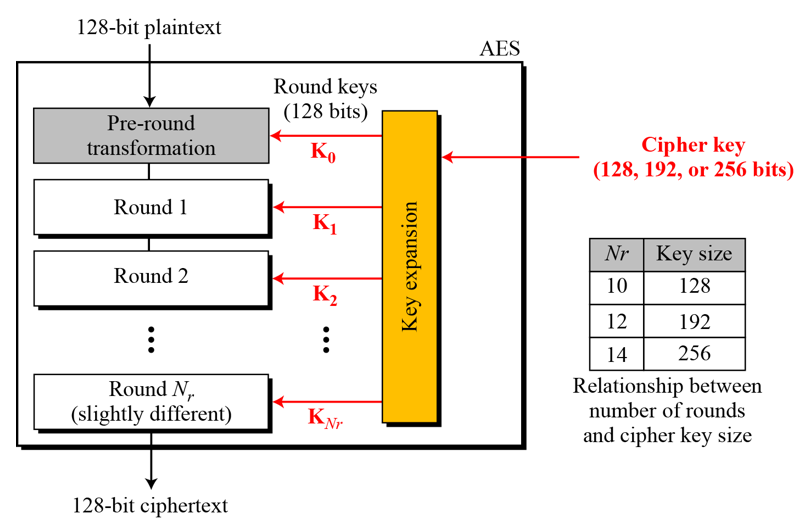 128-bit plaintext
AES
Round keys
(128 bits)
Pre-round
transformation
K0
Cipher key
(128, 192, or 256 bits)
Round 1
K1
Round 2
K2
Key expansion
Nr Key size
10 128
12 192
14 256
Relationship between
number of rounds
and cipher key size
Round Nr
(slightly different)
KNr
128-bit ciphertext